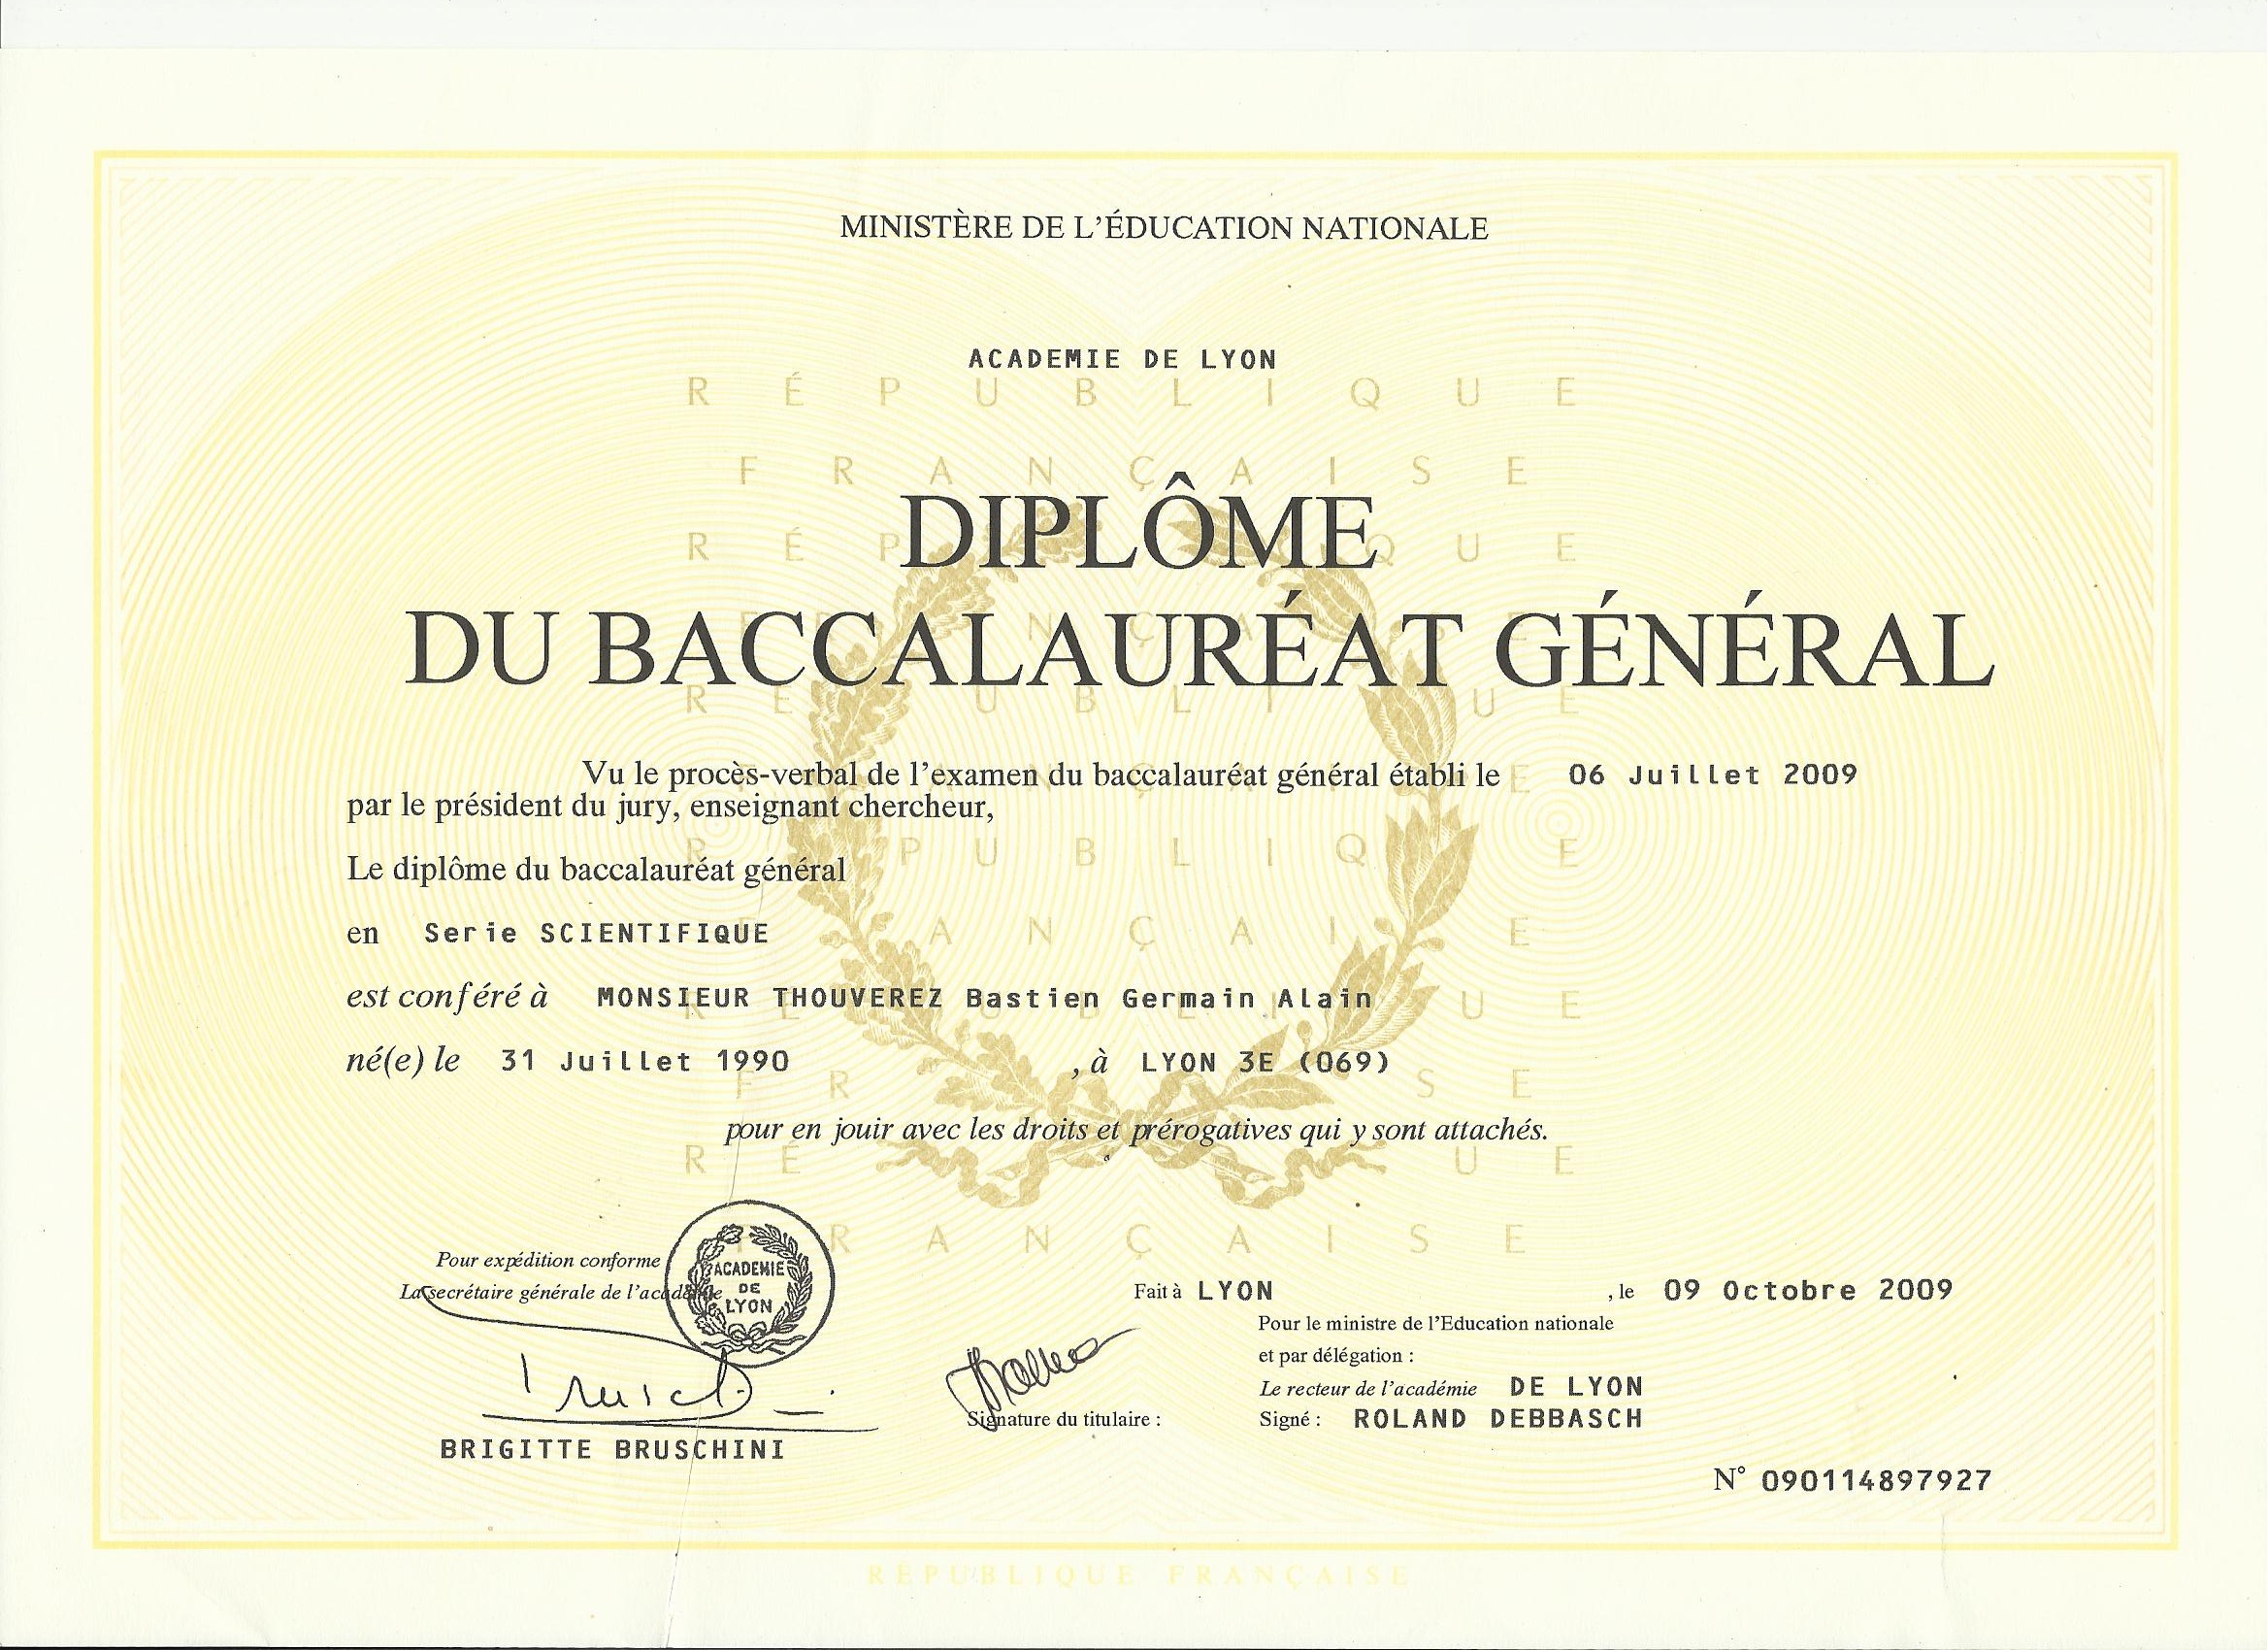 MINISTÈRE DE L'ÉDUCATION NATIONALE
ACADEMIE DE LYON
RÉPUBLIQUE
FRANÇAISE
DIPLÔME
DU BACCALAURÉAT GÉNÉRAL
Vu le procès-verbal de l'examen du baccalauréat général établi le 06 Juillet 2009
par le président du jury, enseignant chercheur,
Le diplôme du baccalauréat général
en Serie SCIENTIFIQUE
est conféré à MONSIEUR THOUVEREZ Bastien Germain Alain
né(e) le 31 Juillet 1990 , à LYON 3E (069)
pour en jouir avec les droits et prérogatives qui y sont attachés.
Pour expédition conforme
La secrétaire générale de l'académie
ACADEMIE
DE
LYON
BRIGITTE BRUSCHINI
Fait à LYON , le 09 Octobre 2009
Pour le ministre de l'Education nationale
et par délégation :
Le recteur de l'académie DE LYON
Signature du titulaire :
Signé : ROLAND DEBBASCH
N° 090114897927
RÉPUBLIQUE FRANÇAISE